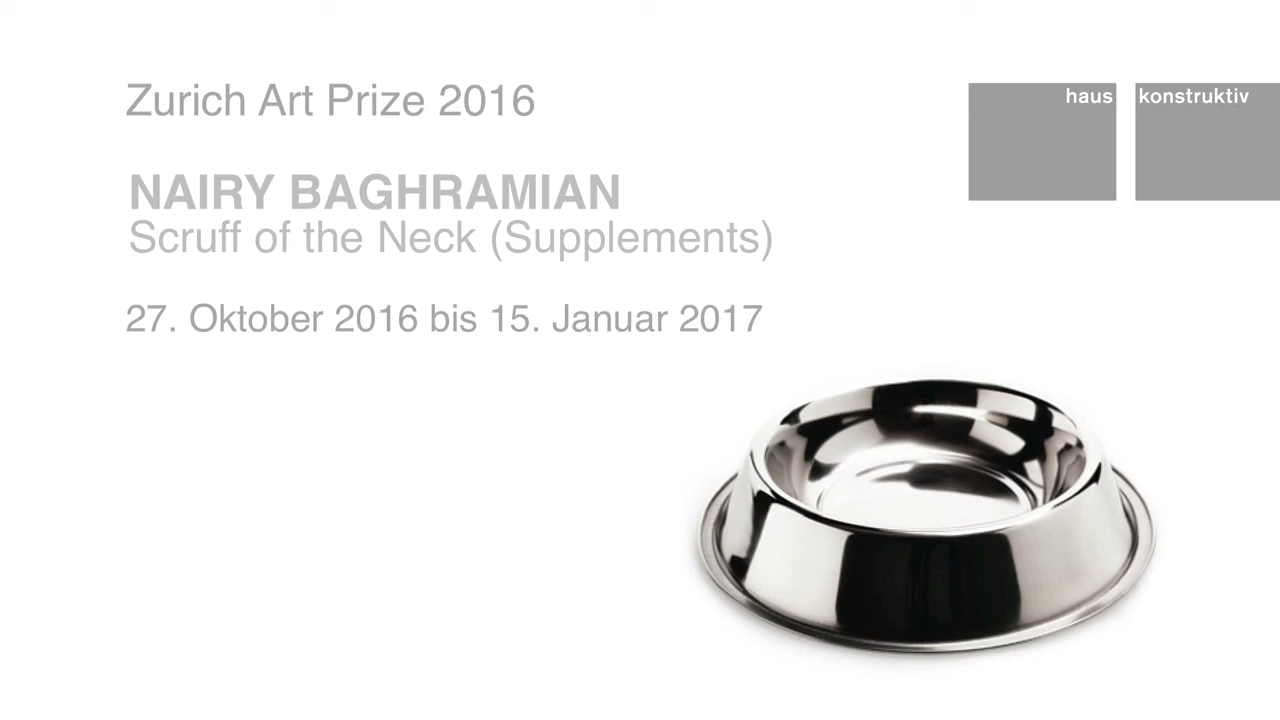 Zurich Art Prize 2016
haus konstruktiv
NAIRY BAGHRAMIAN
Scruff of the Neck (Supplements)
27. Oktober 2016 bis 15. Januar 2017